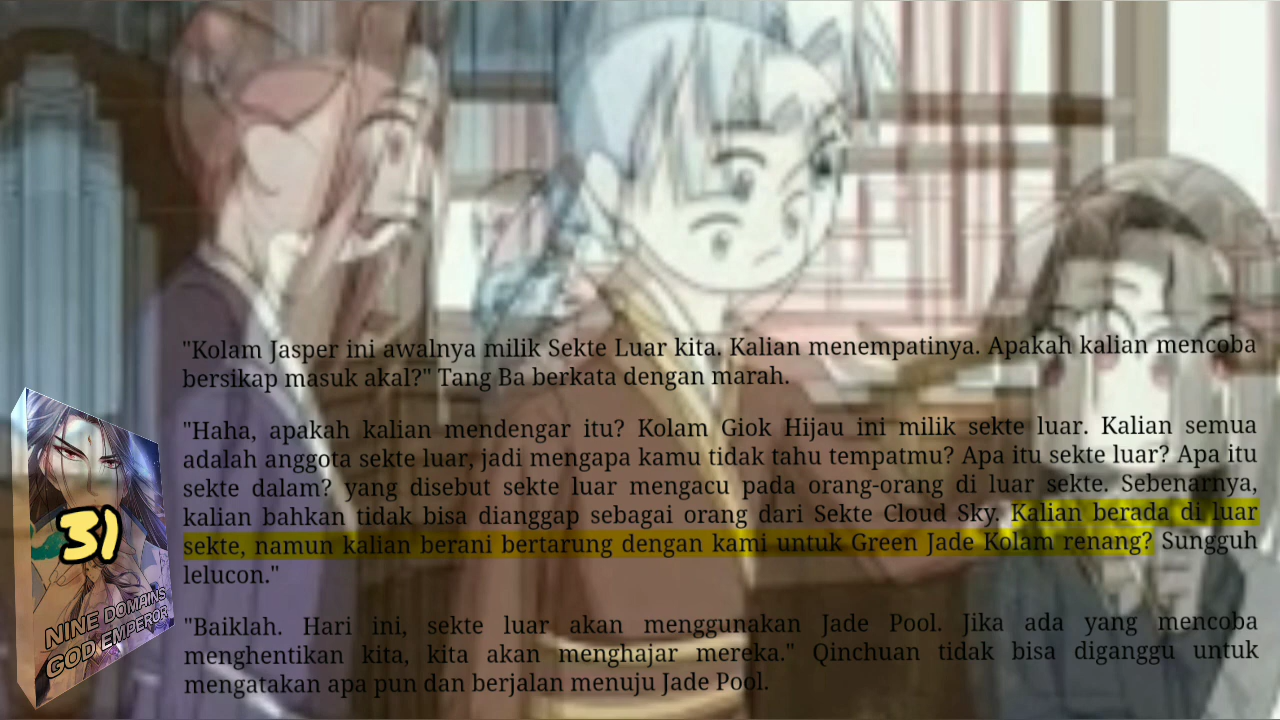 "Kolam Jasper ini awalnya milik Sekte Luar kita. Kalian menempatinya. Apakah kalian mencoba
bersikap masuk akal?" Tang Ba berkata dengan marah.
"Haha, apakah kalian mendengar itu? Kolam Giok Hijau ini milik sekte luar. Kalian semua
adalah anggota sekte luar, jadi mengapa kamu tidak tahu tempatmu? Apa itu sekte luar? Apa itu
sekte dalam? yang disebut sekte luar mengacu pada orang-orang di luar sekte. Sebenarnya,
kalian bahkan tidak bisa dianggap sebagai orang dari Sekte Cloud Sky. Kalian berada di luar
sekte, namun kalian berani bertarung dengan kami untuk Green Jade Kolam renang? Sungguh
lelucon."
"Baiklah. Hari ini, sekte luar akan menggunakan Jade Pool. Jika ada yang mencoba
menghentikan kita, kita akan menghajar mereka." Qinchuan tidak bisa diganggu untuk
mengatakan apa pun dan berjalan menuju Jade Pool.
31
NINE DOMAINS
GOD EMPEROR